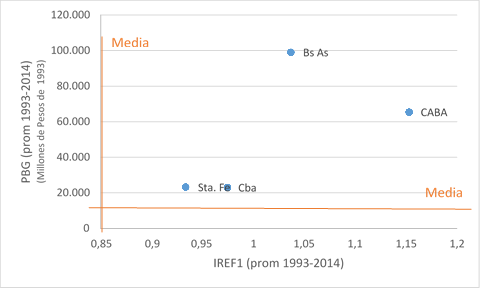 120.000
100.000
80.000
60.000
40.000
20.000
0
PBG (prom 1993-2014)
(Millones de Pesos de 1993)
Media
Bs As
CABA
Sta. Fe
Cba
Media
0,85
0,9
0,95
1
1,05
1,1
1,15
1,2
IREF1 (prom 1993-2014)